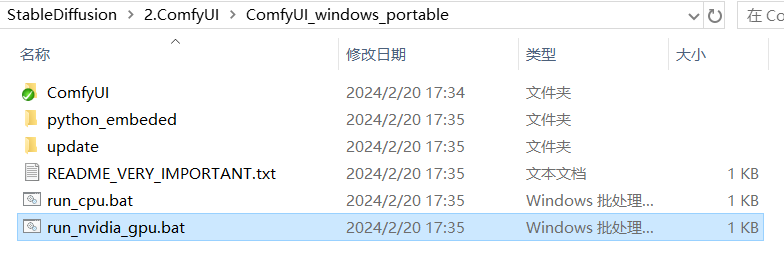 StableDiffusion > 2.ComfyUI > ComfyUI_windows_portable 在 Co
名称 修改日期 类型 大小
ComfyUI 2024/2/20 17:34 文件夹
python_embeded 2024/2/20 17:35 文件夹
update 2024/2/20 17:35 文件夹
README_VERY_IMPORTANT.txt 2024/2/20 17:35 文本文档 1 KB
run_cpu.bat 2024/2/20 17:35 Windows 批处理... 1 KB
run_nvidia_gpu.bat 2024/2/20 17:35 Windows 批处理... 1 KB